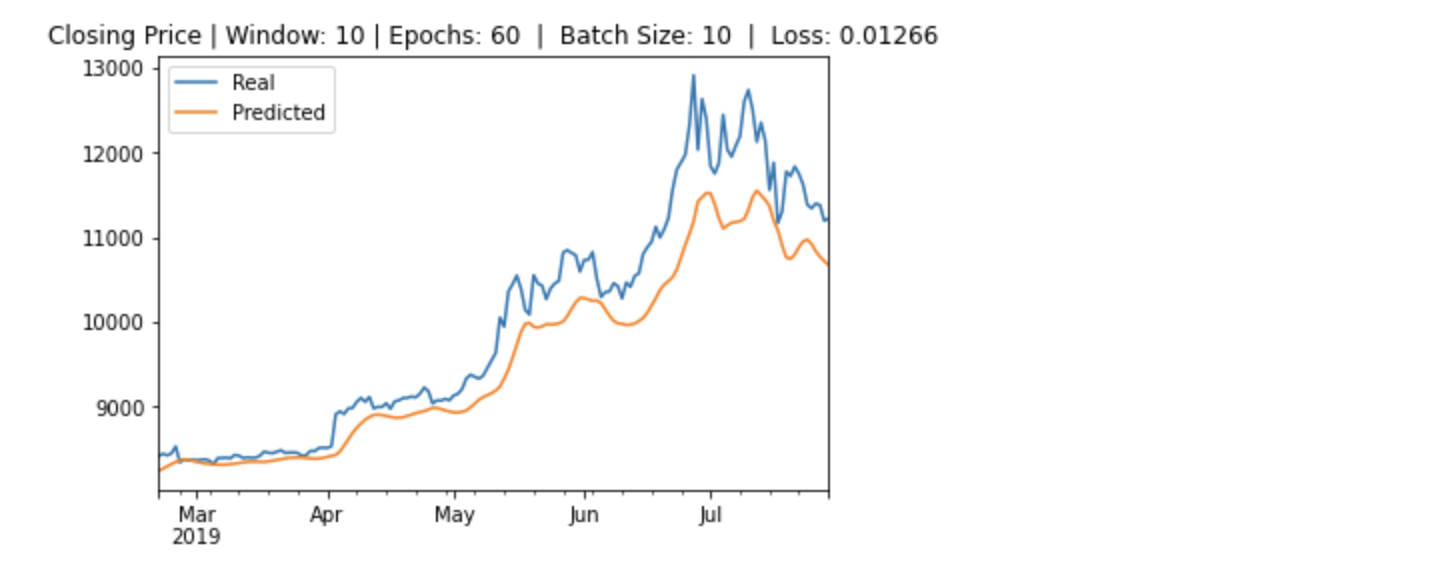 Closing Price | Window: 10 | Epochs: 60 | Batch Size: 10 | Loss: 0.01266
13000
Real
Predicted
12000
11000
10000
9000
Mar Apr May Jun Jul
2019